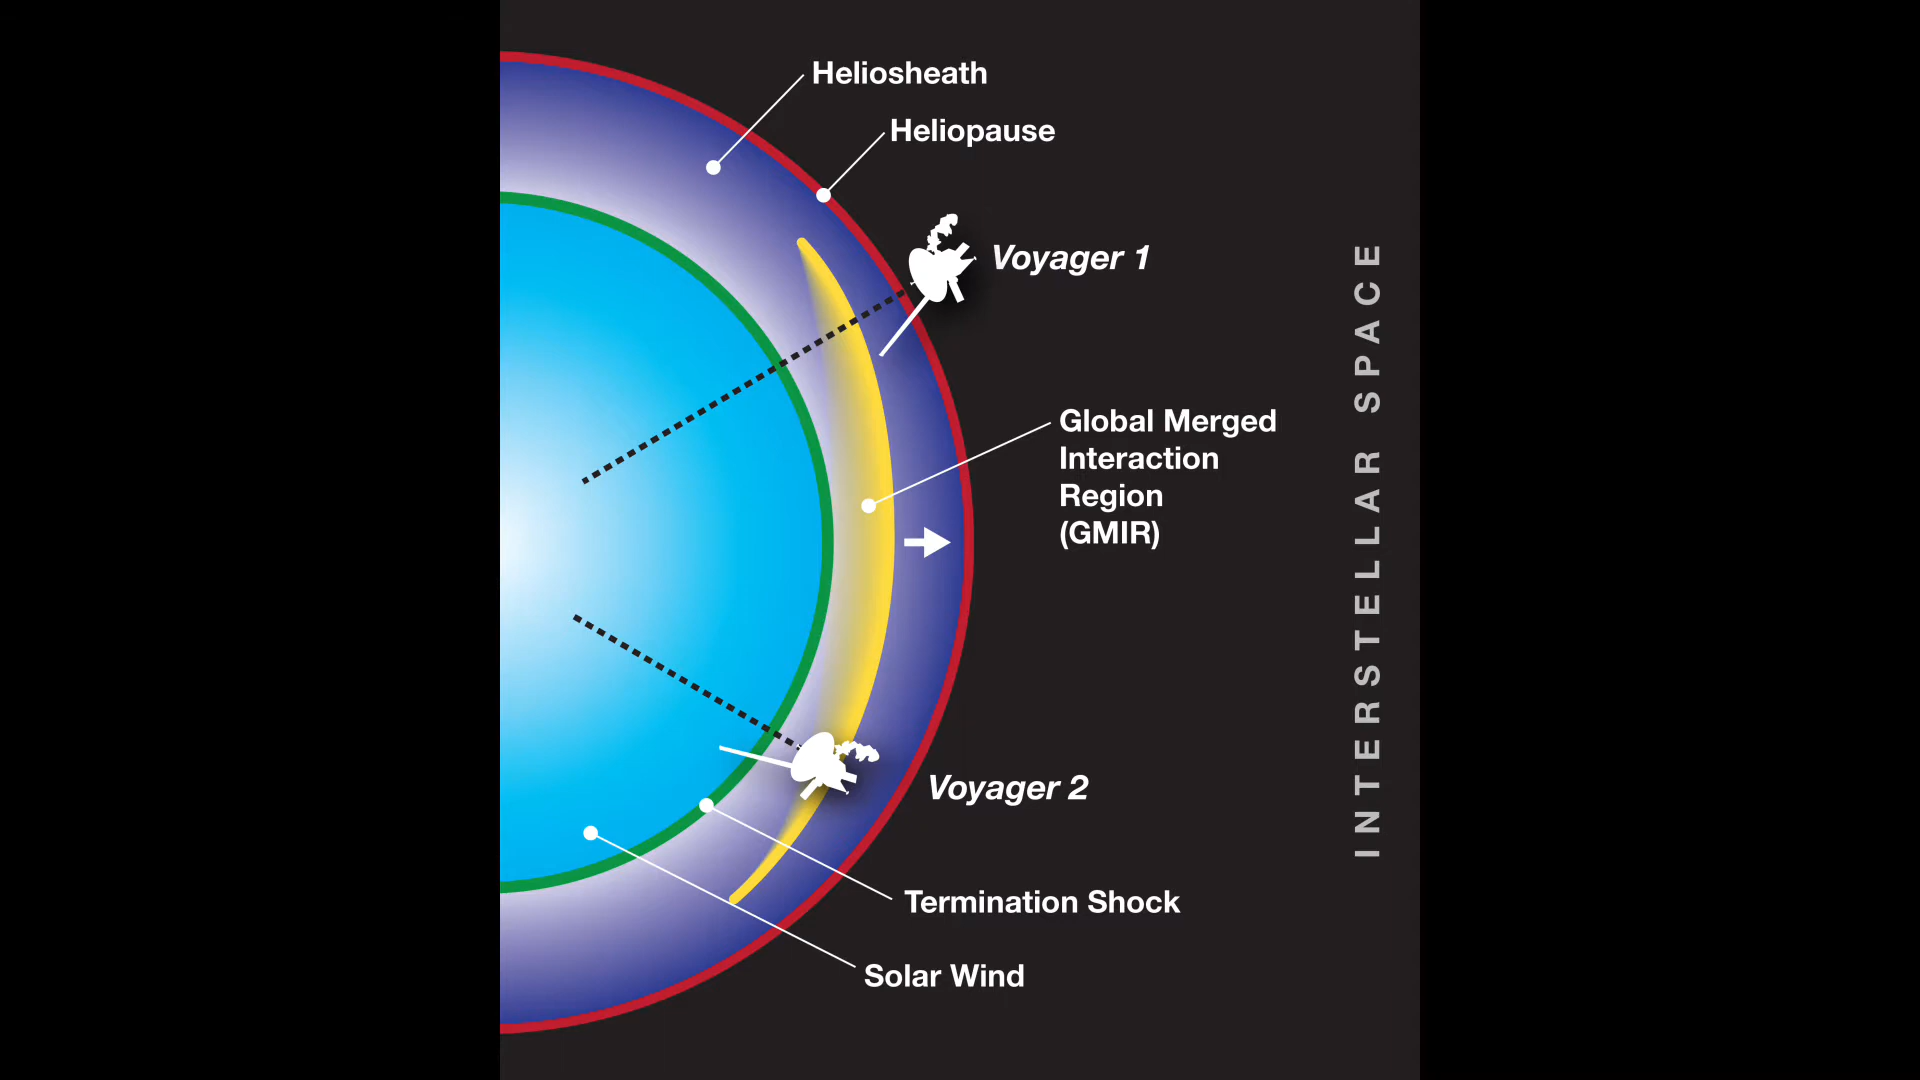 Heliosheath
Heliopause
Voyager 1
Global Merged
Interaction
Region
(GMIR)
INTERSTELLAR SPACE
Voyager 2
Termination Shock
Solar Wind